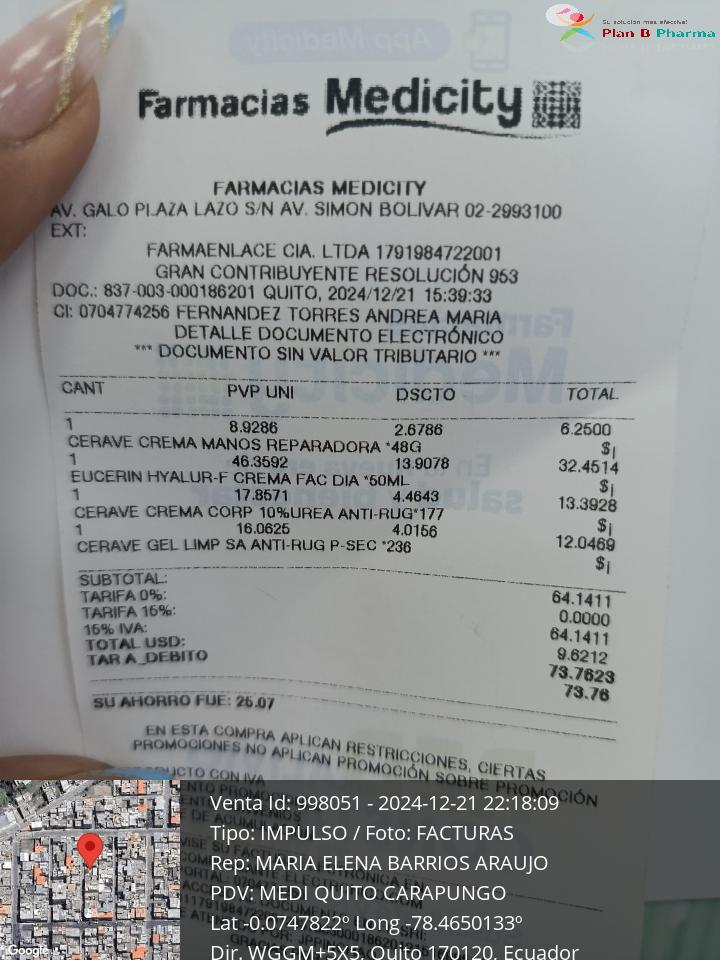 Su solución más efectiva!
Plan B Pharma
Farmacias Medicity
FARMACIAS MEDICITY
AV. GALO PLAZA LAZO S/N AV. SIMON BOLIVAR 02-2993100
EXT:
FARMAENLACE CIA. LTDA 1791984722001
GRAN CONTRIBUYENTE RESOLUCIÓN 953
DOC.: 837-003-000186201 QUITO, 2024/12/21 15:39:33
CI: 0704774256 FERNANDEZ TORRES ANDREA MARIA
DETALLE DOCUMENTO ELECTRÓNICO
*** DOCUMENTO SIN VALOR TRIBUTARIO ***
CANT PVP UNI DSCTO TOTAL
1 8.9286 2.6786 6.2500
CERAVE CREMA MANOS REPARADORA *48G $¡
1 46.3592 13.9078 32.4514
EUCERIN HYALUR-F CREMA FAC DIA *50ML $¡
1 17.8571 4.4643 13.3928
CERAVE CREMA CORP 10%UREA ANTI-RUG*177 $¡
1 16.0625 4.0156 12.0469
CERAVE GEL LIMP SA ANTI-RUG P-SEC *236 $¡
SUBTOTAL: 64.1411
TARIFA 0%: 0.0000
TARIFA 15%: 64.1411
15% IVA: 9.6212
TOTAL USD: 73.7623
TAR A_DEBITO 73.76
SU AHORRO FUE: 25.07
EN ESTA COMPRA APLICAN RESTRICCIONES, CIERTAS
PROMOCIONES NO APLICAN PROMOCIÓN SOBRE PROMOCIÓN
CON IVA
Venta Id: 998051 - 2024-12-21 22:18:09
Tipo: IMPULSO / Foto: FACTURAS
Rep: MARIA ELENA BARRIOS ARAUJO
PDV: MEDI QUITO CARAPUNGO
Lat -0.0747822º Long -78.4650133º
Dir. WGGM+5X5, Quito 170120, Ecuador
Google